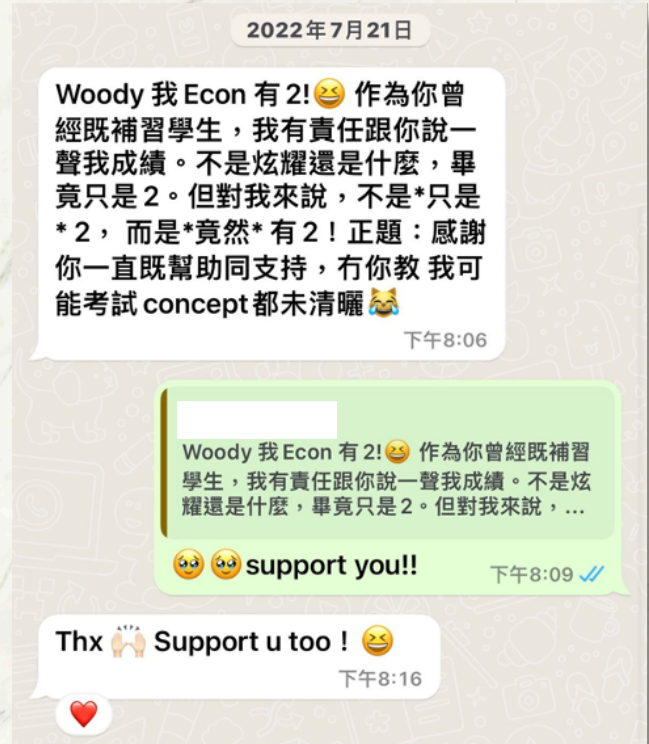 2022年7月21日
Woody 我 Econ 有 2!😆 作為你曾
經既補習學生，我有責任跟你說一
聲我成績。不是炫耀還是什麼，畢
竟只是 2。但對我來說，不是*只是
* 2， 而是*竟然* 有 2！正題：感謝
你一直既幫助同支持，冇你教 我可
能考試 concept 都未清曬😹
下午8:06
Woody 我 Econ 有 2!😆 作為你曾經既補習
學生，我有責任跟你說一聲我成績。不是炫
耀還是什麼，畢竟只是 2。但對我來說，...
🥹🥹support you!!
下午8:09
Thx 🙌🏻 Support u too！😆
下午8:16
❤️